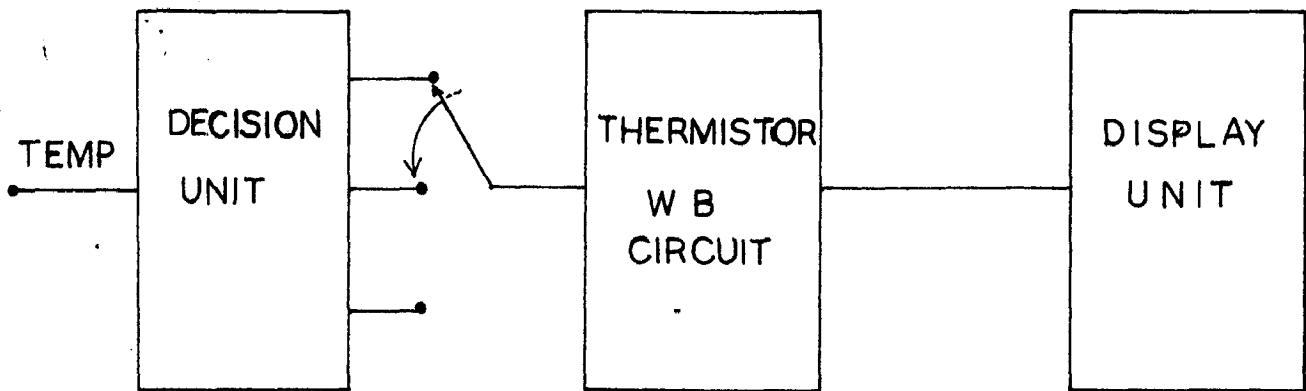 TEMP
DECISION
UNIT
THERMISTOR
W B
CIRCUIT
DISPLAY
UNIT